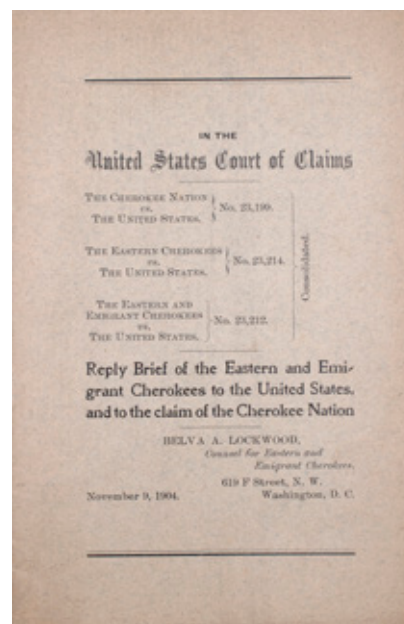 IN THE
United States Court of Claims
THE CHEROKEE NATION
vs.
THE UNITED STATES.
No. 23,199.
THE EASTERN CHEROKEES
vs.
THE UNITED STATES.
No. 23,214.
THE EASTERN AND
EMIGRANT CHEROKEES
vs.
THE UNITED STATES.
No. 23,212.
Consolidated.
Reply Brief of the Eastern and Emi-
grant Cherokees to the United States,
and to the claim of the Cherokee Nation
BELVA A. LOCKWOOD,
Counsel for Eastern and
Emigrant Cherokees.
619 F Street, N. W.
November 9, 1904. Washington, D. C.